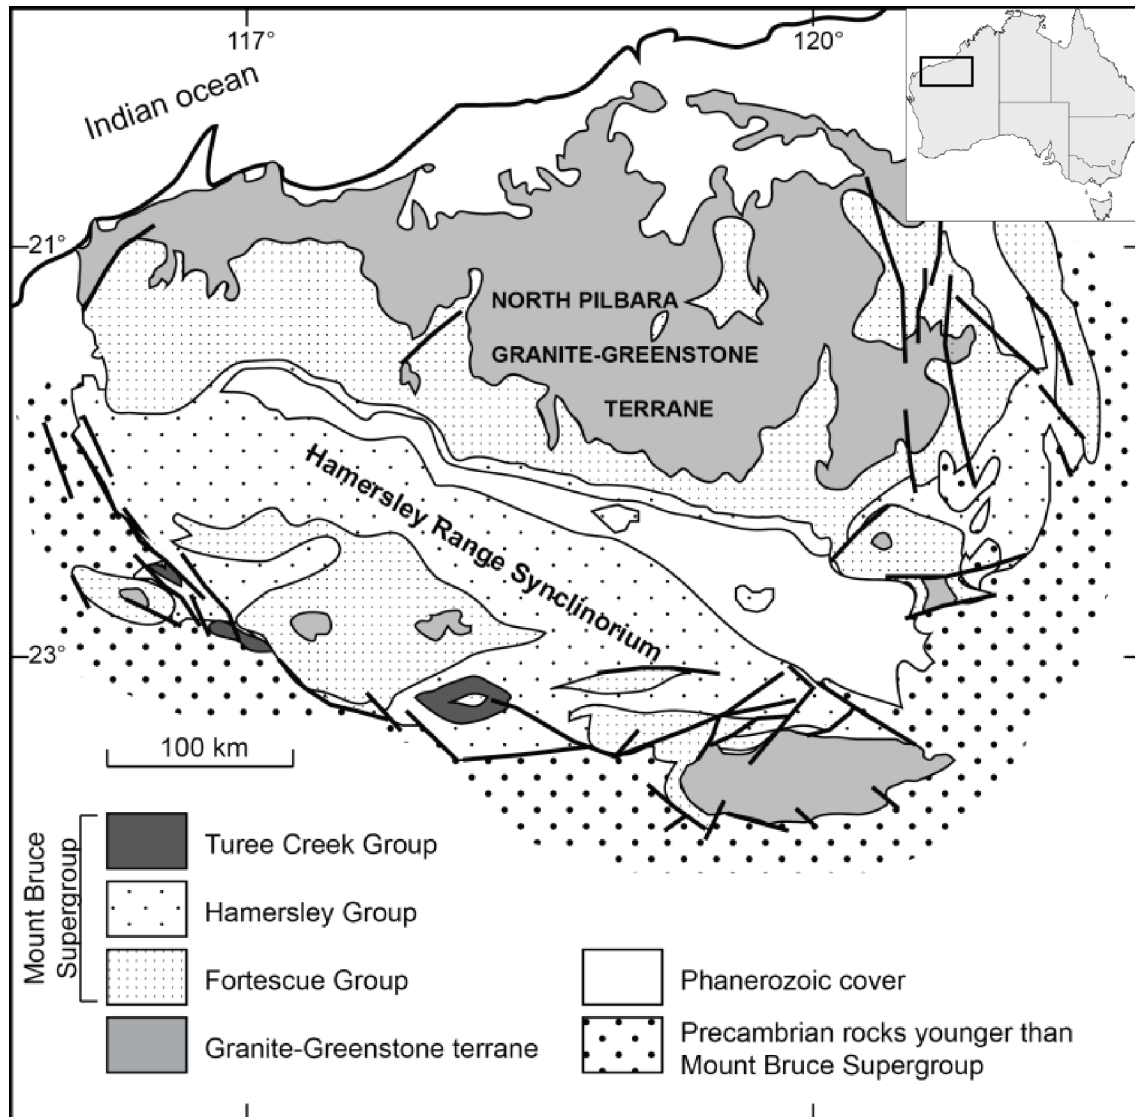 117°
120°
Indian ocean
21°
NORTH PILBARA
GRANITE-GREENSTONE
TERRANE
Hamersley Range Synclinorium
23°
100 km
Mount Bruce
Supergroup
Turee Creek Group
Hamersley Group
Fortescue Group
Granite-Greenstone terrane
Phanerozoic cover
Precambrian rocks younger than
Mount Bruce Supergroup